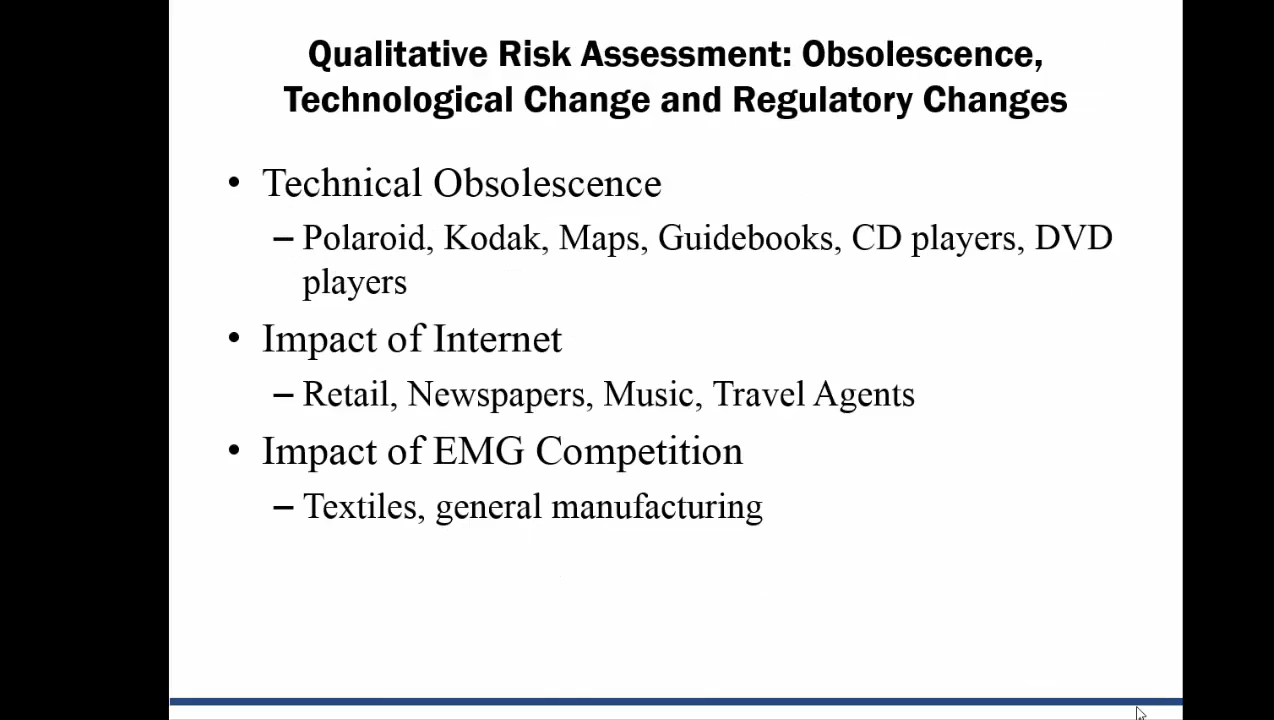 Qualitative Risk Assessment: Obsolescence,
Technological Change and Regulatory Changes
• Technical Obsolescence
– Polaroid, Kodak, Maps, Guidebooks, CD players, DVD
players
• Impact of Internet
– Retail, Newspapers, Music, Travel Agents
• Impact of EMG Competition
– Textiles, general manufacturing